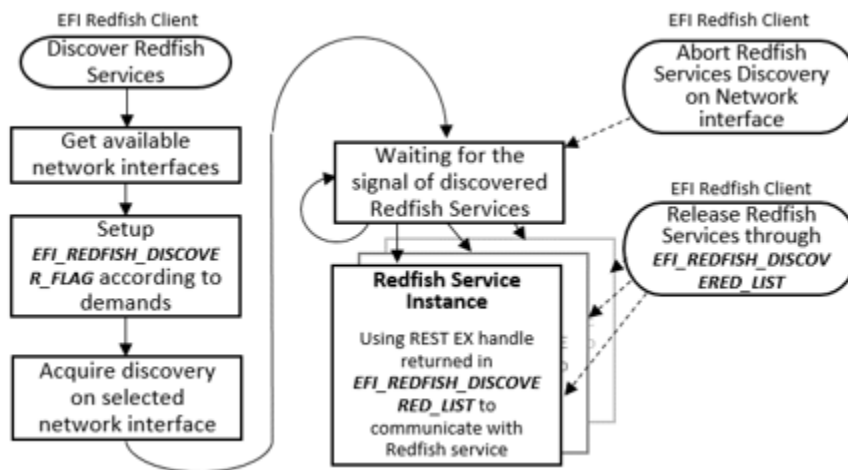 EFI Redfish Client
Discover Redfish
Services
Get available
network interfaces
Setup
EFI_REDFISH_DISCOVE
R_FLAG according to
demands
Acquire discovery
on selected
network interface
Waiting for the
signal of discovered
Redfish Services
Redfish Service
Instance
Using REST EX handle
returned in
EFI_REDFISH_DISCOVE
RED_LIST to
communicate with
Redfish service
EFI Redfish Client
Abort Redfish
Services Discovery
on Network
interface
EFI Redfish Client
Release Redfish
Services through
EFI_REDFISH_DISCOV
ERED_LIST